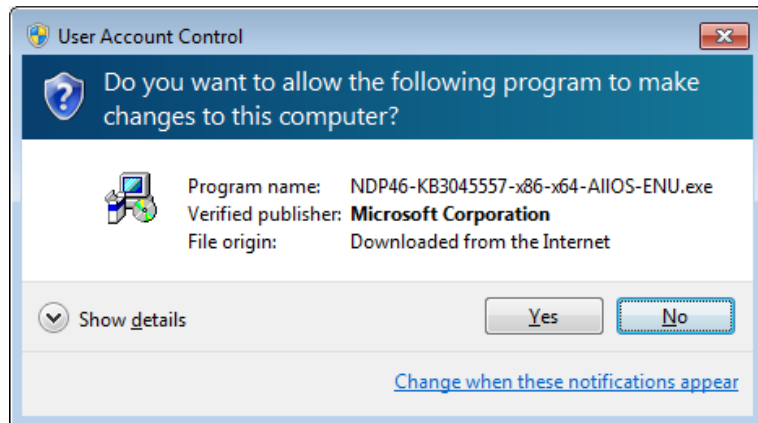 User Account Control
Do you want to allow the following program to make
changes to this computer?
Program name: NDP46-KB3045557-x86-x64-AllOS-ENU.exe
Verified publisher: Microsoft Corporation
File origin: Downloaded from the Internet
Show details
Yes
No
Change when these notifications appear